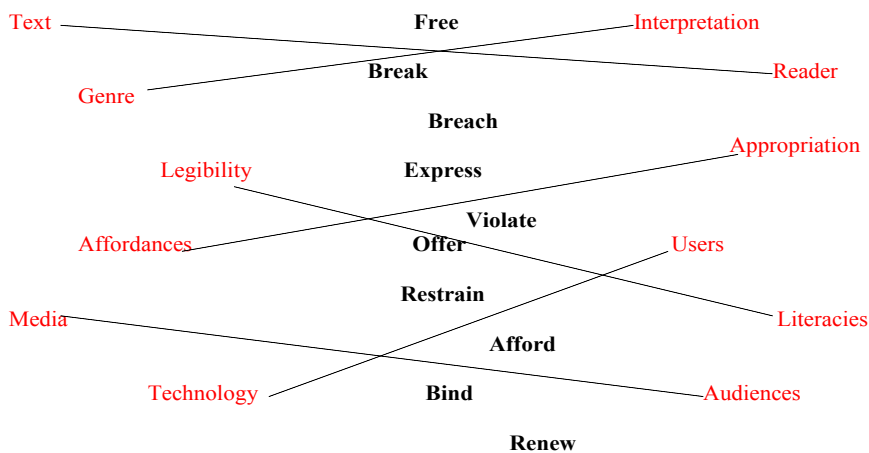 Text Free Interpretation
Break Reader
Genre
Breach
Appropriation
Legibility Express
Violate
Affordances Offer Users
Restrain
Media Literacies
Afford
Technology Bind Audiences
Renew